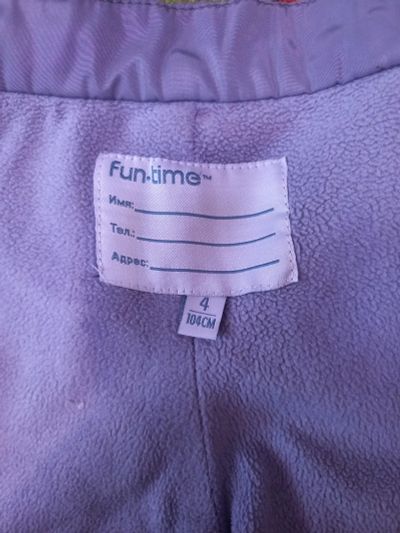 fun.time™
Имя:
Тел.:
Адрес:
4
104CM